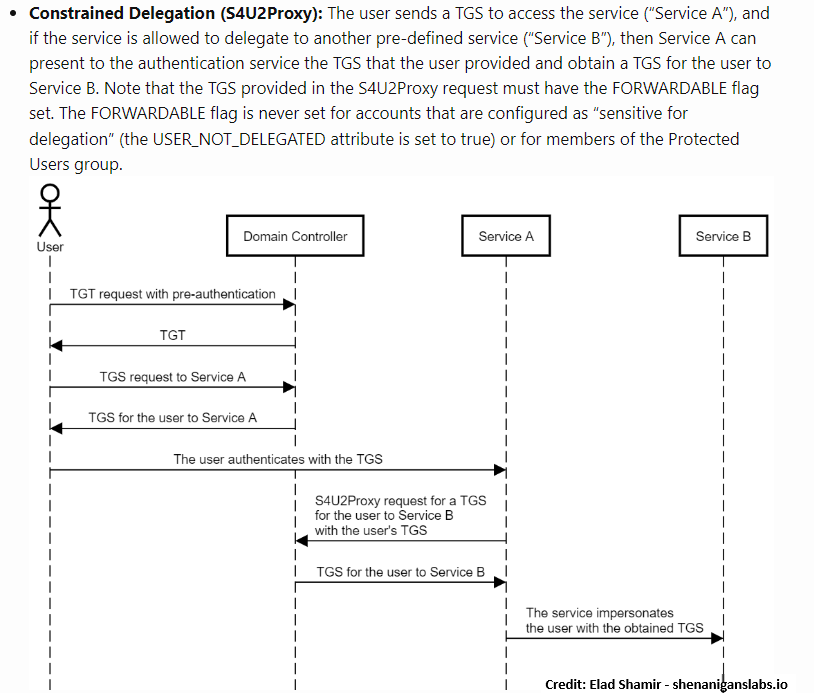 • Constrained Delegation (S4U2Proxy): The user sends a TGS to access the service (“Service A”), and
if the service is allowed to delegate to another pre-defined service (“Service B”), then Service A can
present to the authentication service the TGS that the user provided and obtain a TGS for the user to
Service B. Note that the TGS provided in the S4U2Proxy request must have the FORWARDABLE flag
set. The FORWARDABLE flag is never set for accounts that are configured as “sensitive for
delegation” (the USER_NOT_DELEGATED attribute is set to true) or for members of the Protected
Users group.
User
Domain Controller
Service A
Service B
TGT request with pre-authentication
TGT
TGS request to Service A
TGS for the user to Service A
The user authenticates with the TGS
S4U2Proxy request for a TGS
for the user to Service B
with the user's TGS
TGS for the user to Service B
The service impersonates
the user with the obtained TGS
Credit: Elad Shamir - shenaniganslabs.io